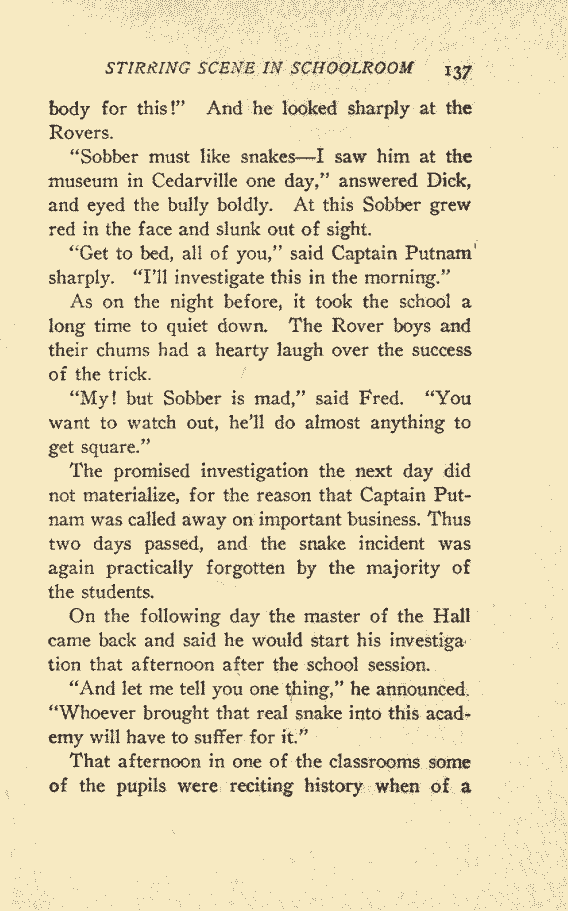 STIRRING SCENE IN SCHOOLROOM 137
body for this!” And he looked sharply at the
Rovers.
“Sobber must like snakes—I saw him at the
museum in Cedarville one day,” answered Dick,
and eyed the bully boldly. At this Sobber grew
red in the face and slunk out of sight.
“Get to bed, all of you,” said Captain Putnam
sharply. “I’ll investigate this in the morning.”
As on the night before, it took the school a
long time to quiet down. The Rover boys and
their chums had a hearty laugh over the success
of the trick.
“My! but Sobber is mad,” said Fred. “You
want to watch out, he’ll do almost anything to
get square.”
The promised investigation the next day did
not materialize, for the reason that Captain Put-
nam was called away on important business. Thus
two days passed, and the snake incident was
again practically forgotten by the majority of
the students.
On the following day the master of the Hall
came back and said he would start his investiga-
tion that afternoon after the school session.
“And let me tell you one thing,” he announced.
“Whoever brought that real snake into this acad-
emy will have to suffer for it.”
That afternoon in one of the classrooms some
of the pupils were reciting history when of a